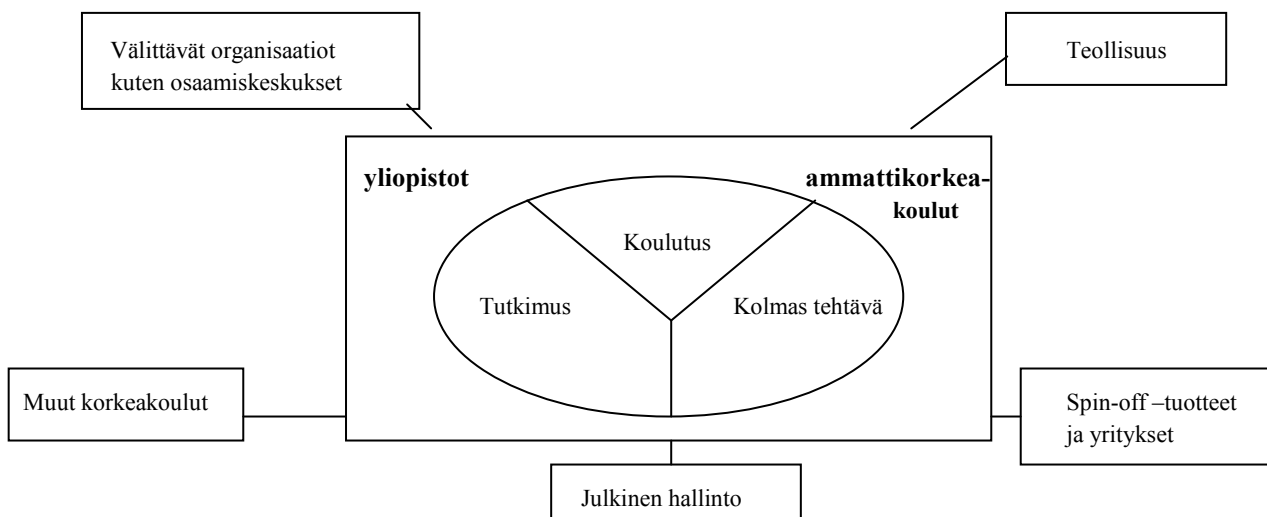 Välittävät organisaatiot
kuten osaamiskeskukset
Teollisuus
yliopistot
ammattikorkea-
koulut
Koulutus
Tutkimus
Kolmas tehtävä
Muut korkeakoulut
Spin-off –tuotteet
ja yritykset
Julkinen hallinto